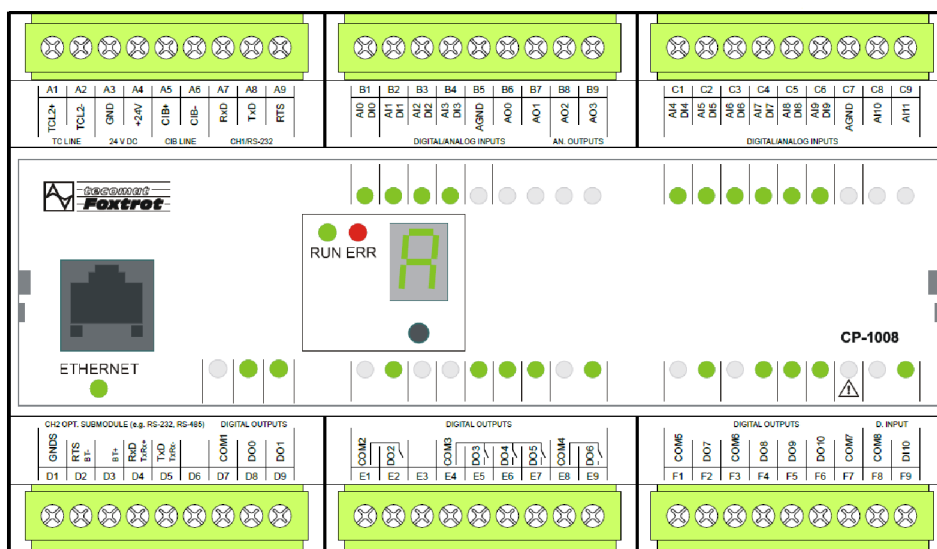 A1 A2 A3 A4 A5 A6 A7 A8 A9
TCL2+ TCL2- GND +24V CIB+ CIB- RxD TxD RTS
TC LINE 24 V DC CIB LINE CH1/RS-232
B1 B2 B3 B4 B5 B6 B7 B8 B9
AI0 DI0 AI1 DI1 AI2 DI2 AI3 DI3 AGND AO0 AO1 AO2 AO3
DIGITAL/ANALOG INPUTS AN. OUTPUTS
C1 C2 C3 C4 C5 C6 C7 C8 C9
AI4 DI4 AI5 DI5 AI6 DI6 AI7 DI7 AI8 DI8 AI9 DI9 AGND AI10 AI11
DIGITAL/ANALOG INPUTS
tecomat
Foxtrot
RUN ERR
A
CP-1008
ETHERNET
CH2 OPT. SUBMODULE (e.g. RS-232, RS-485) DIGITAL OUTPUTS
GNDS RTS BT- BT+ RxD TxRx+ TxD TxRx- COM1 DO0 DO1
D1 D2 D3 D4 D5 D6 D7 D8 D9
DIGITAL OUTPUTS
COM2 DO2 COM3 DO3 DO4 DO5 COM4 DO6
E1 E2 E3 E4 E5 E6 E7 E8 E9
DIGITAL OUTPUTS D. INPUT
COM5 DO7 COM6 DO8 DO9 DO10 COM7 COM8 DI10
F1 F2 F3 F4 F5 F6 F7 F8 F9